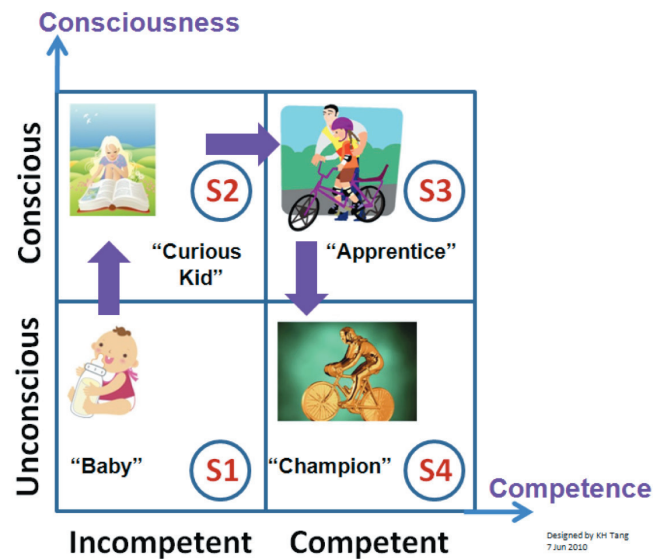 Consciousness
Conscious
S2
S3
“Curious
Kid”
“Apprentice”
Unconscious
“Baby”
S1
“Champion”
S4
Competence
Incompetent
Competent
Designed by KH Tang
7 Jun 2010